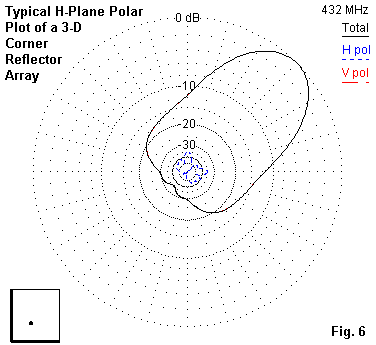 Typical H-Plane Polar
Plot of a 3-D
Corner
Reflector
Array
0 dB
-10
-20
-30
432 MHz
Total
H pol
V pol
Fig. 6